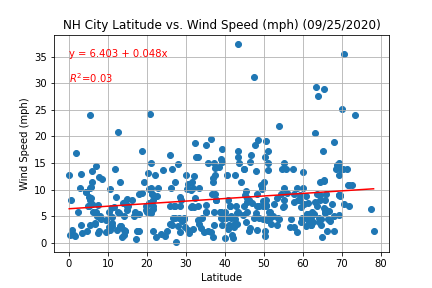 NH City Latitude vs. Wind Speed (mph) (09/25/2020)
y = 6.403 + 0.048x
R²=0.03
Wind Speed (mph)
35
30
25
20
15
10
5
0
0 10 20 30 40 50 60 70 80
Latitude